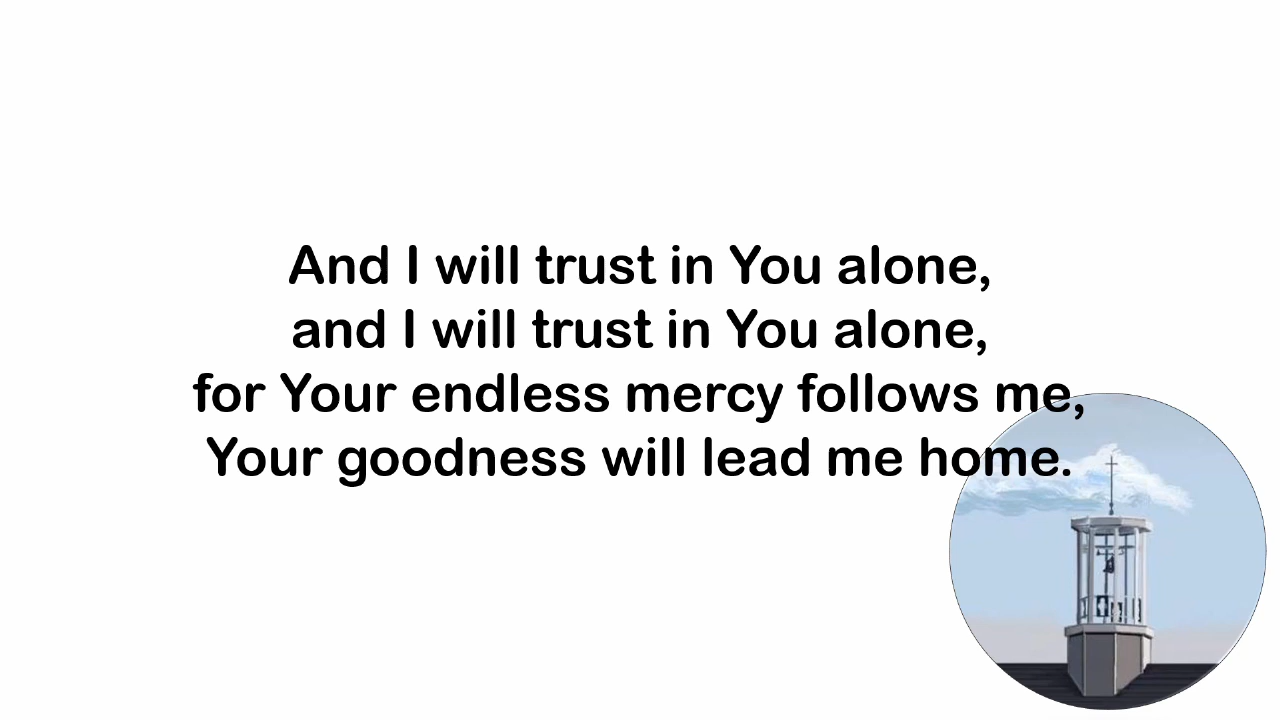 And I will trust in You alone,
and I will trust in You alone,
for Your endless mercy follows me,
Your goodness will lead me home.